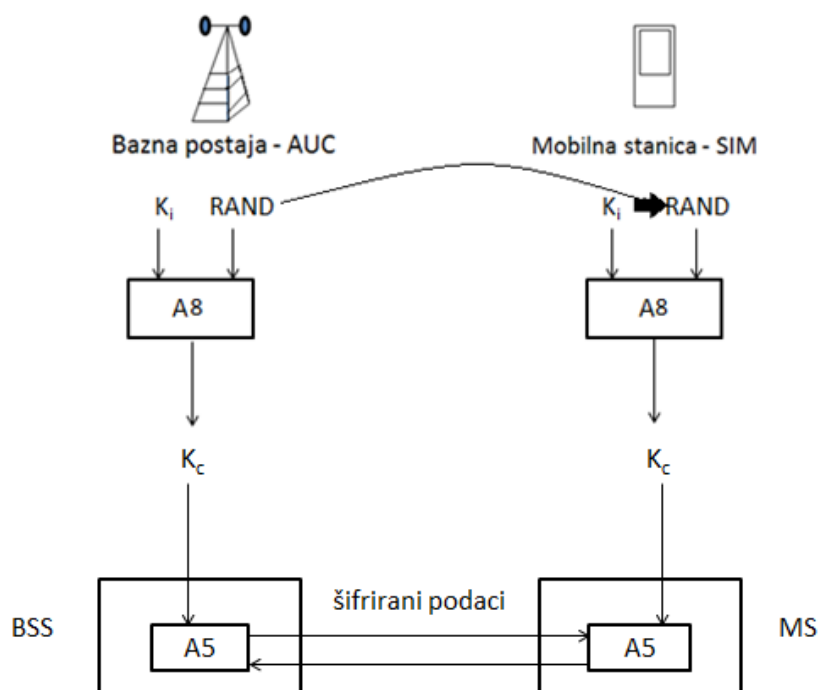 Bazna postaja - AUC
Mobilna stanica - SIM
Ki RAND
Ki RAND
A8
A8
Kc
Kc
šifrirani podaci
BSS
A5
A5
MS